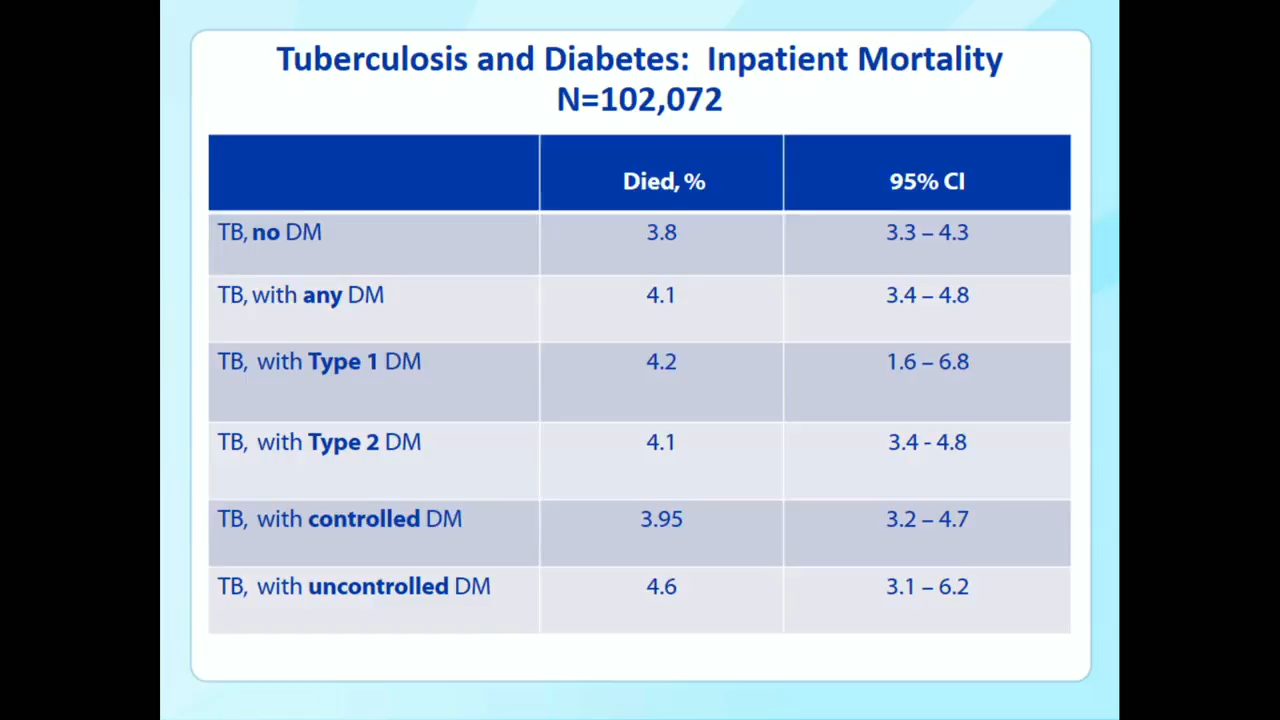 Tuberculosis and Diabetes: Inpatient Mortality
N=102,072
Died, % 95% CI
TB, no DM 3.8 3.3 – 4.3
TB, with any DM 4.1 3.4 – 4.8
TB, with Type 1 DM 4.2 1.6 – 6.8
TB, with Type 2 DM 4.1 3.4 - 4.8
TB, with controlled DM 3.95 3.2 – 4.7
TB, with uncontrolled DM 4.6 3.1 – 6.2